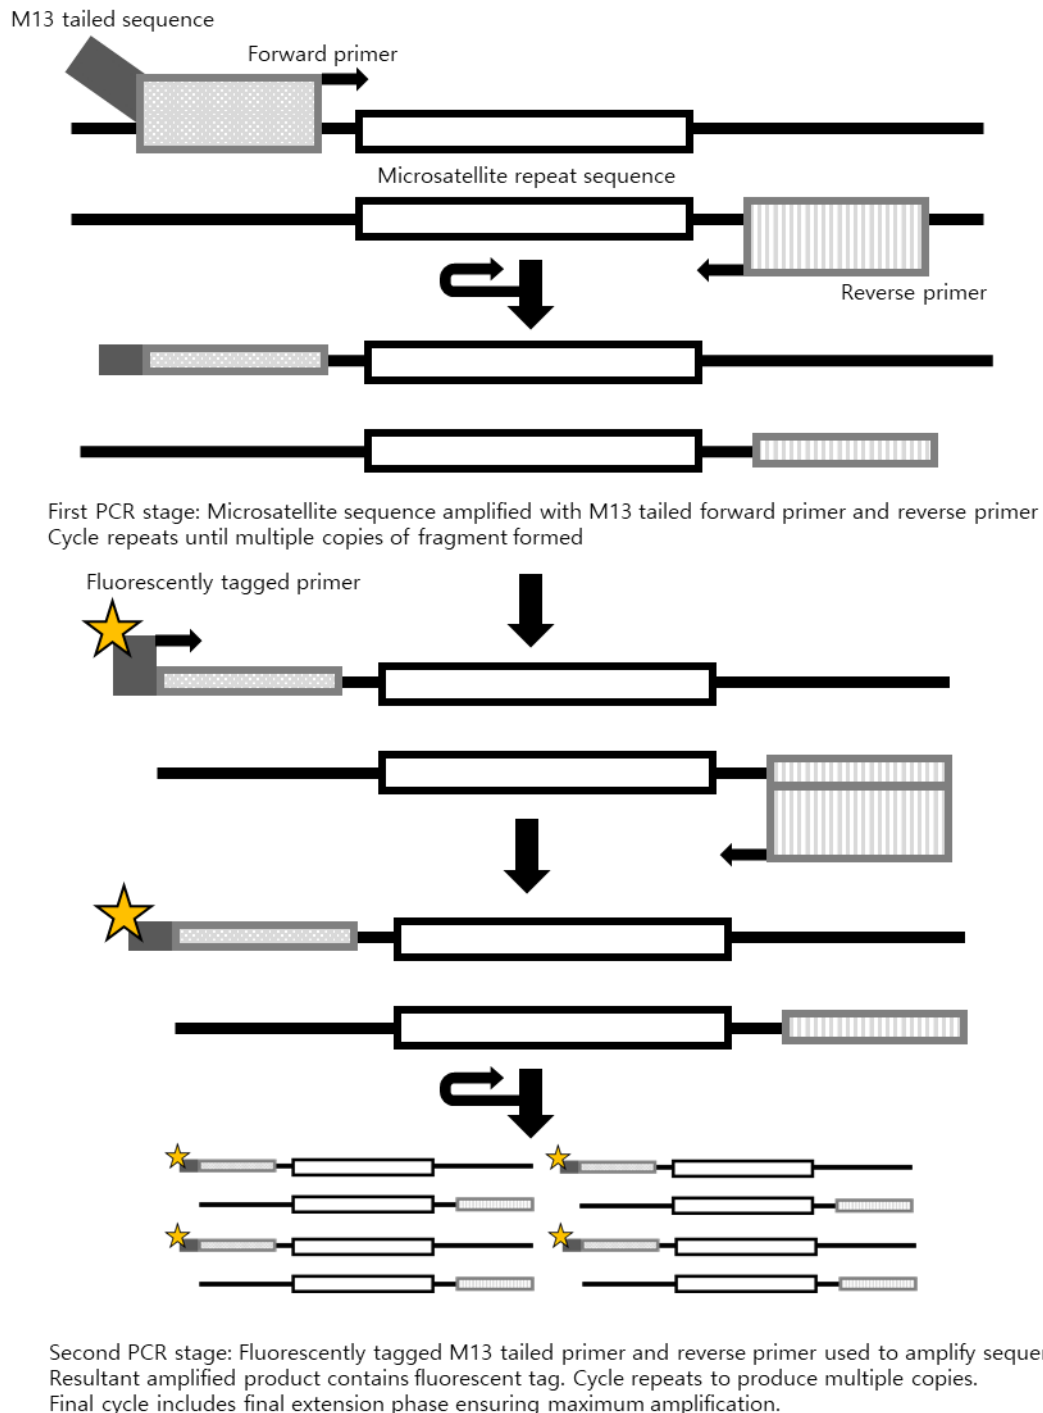 M13 tailed sequence
Forward primer
Microsatellite repeat sequence
Reverse primer
First PCR stage: Microsatellite sequence amplified with M13 tailed forward primer and reverse primer
Cycle repeats until multiple copies of fragment formed
Fluorescently tagged primer
Second PCR stage: Fluorescently tagged M13 tailed primer and reverse primer used to amplify
Resultant amplified product contains fluorescent tag. Cycle repeats to produce multiple copies.
Final cycle includes final extension phase ensuring maximum amplification.